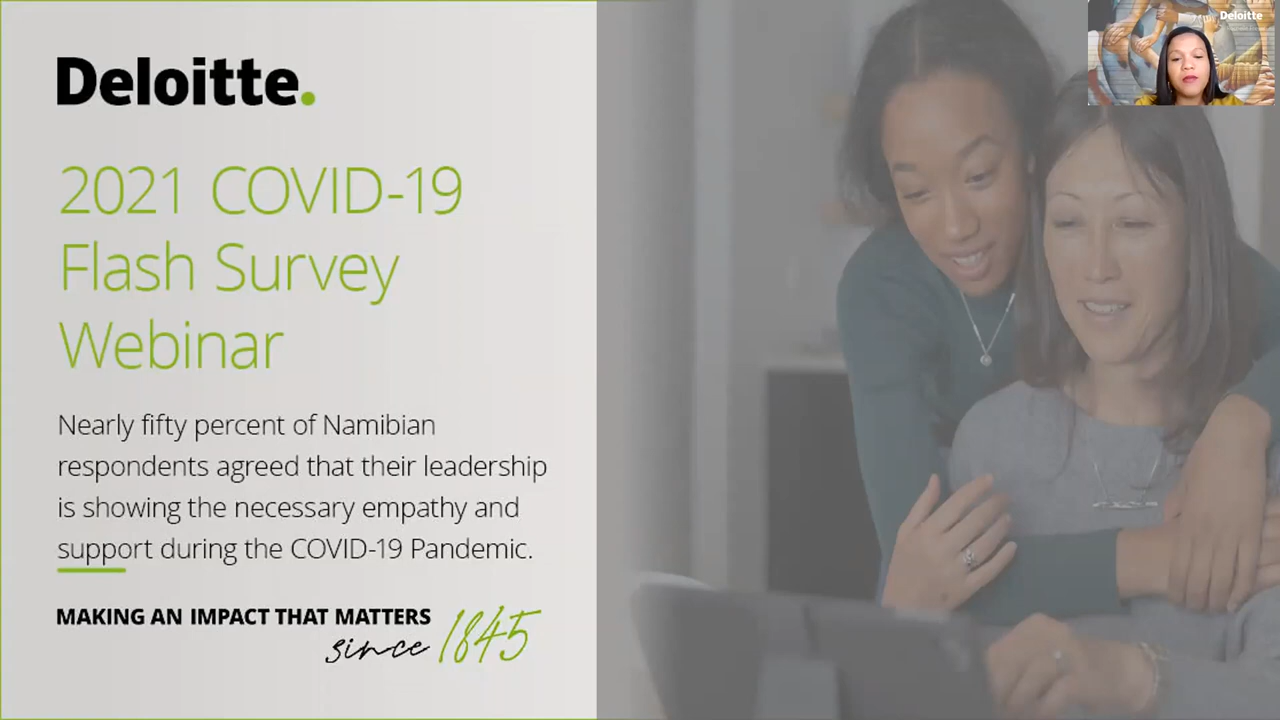 Deloitte.
2021 COVID-19
Flash Survey
Webinar
Nearly fifty percent of Namibian
respondents agreed that their leadership
is showing the necessary empathy and
support during the COVID-19 Pandemic.
MAKING AN IMPACT THAT MATTERS
since 1845
Deloitte